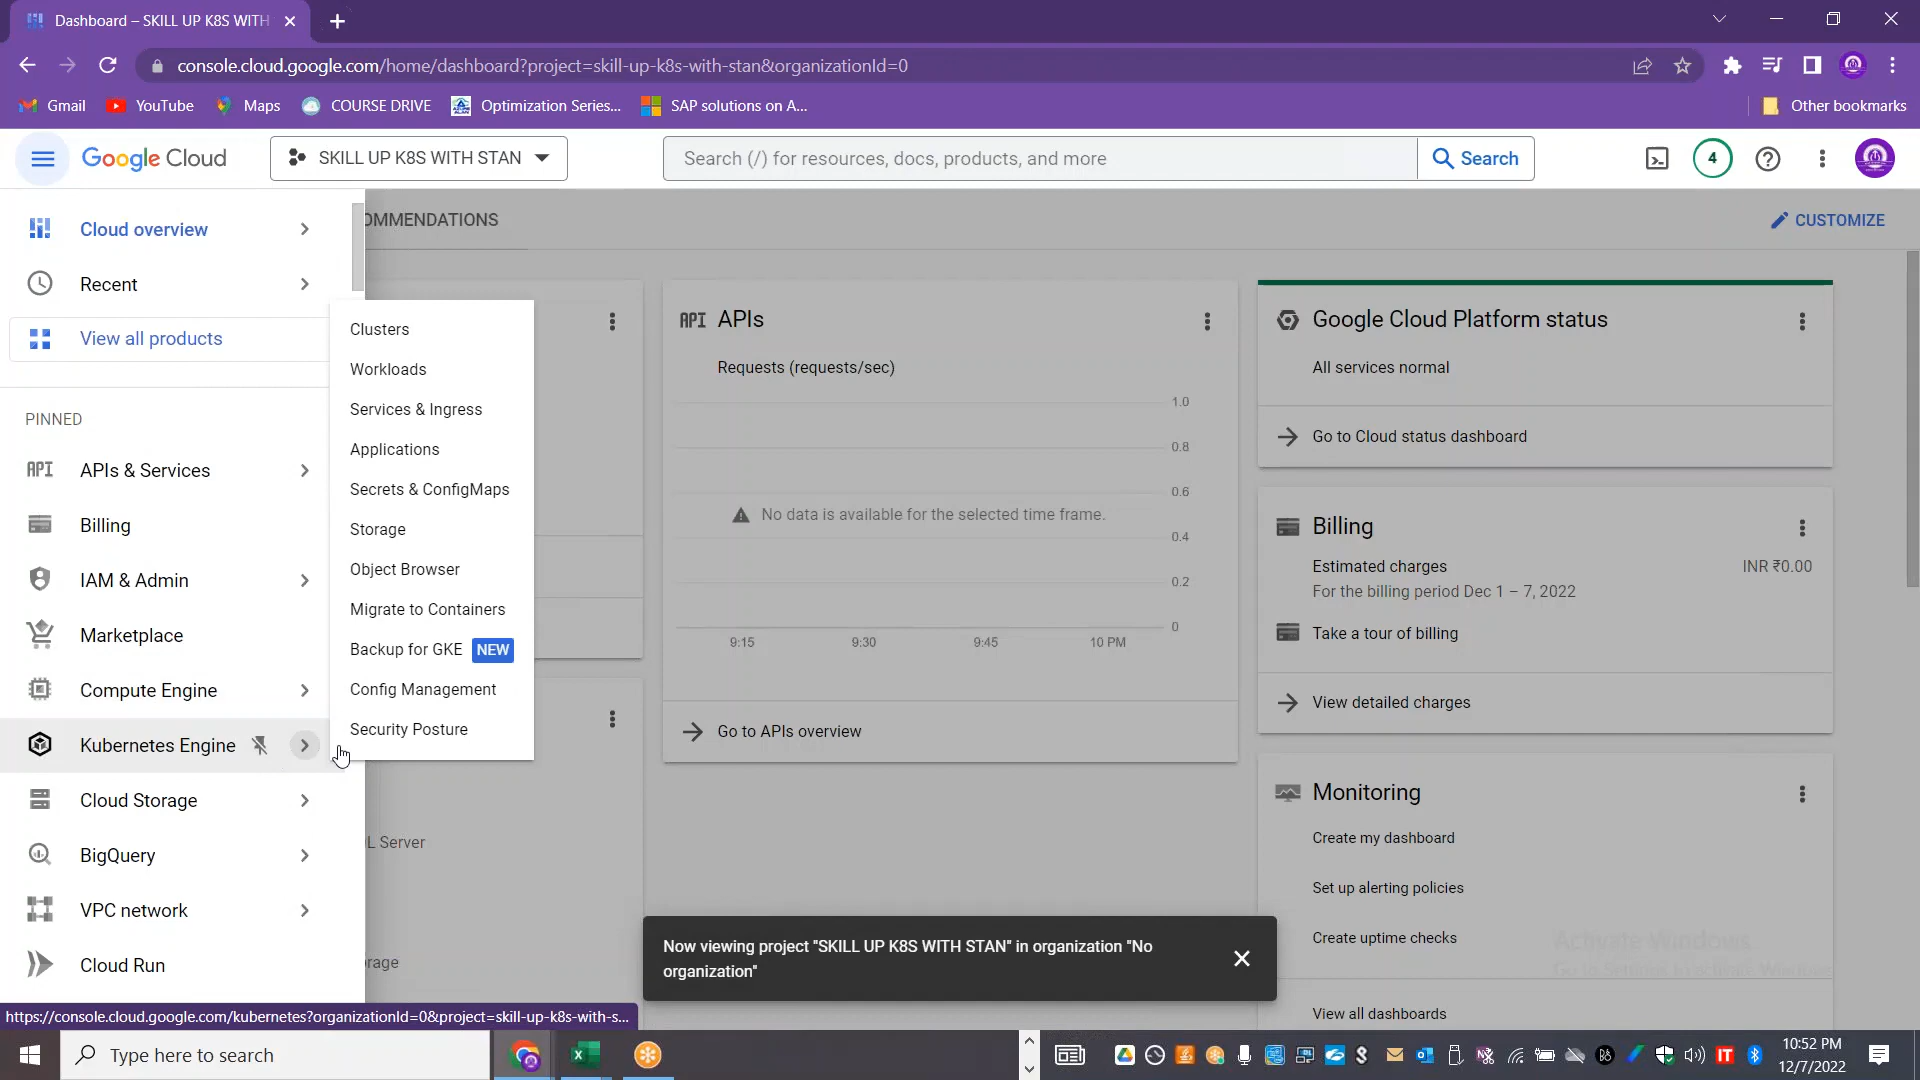 Dashboard – SKILL UP K8S WITH
console.cloud.google.com/home/dashboard?project=skill-up-k8s-with-stan&organizationId=0
Gmail YouTube Maps COURSE DRIVE Optimization Series... SAP solutions on A... Other bookmarks
Google Cloud SKILL UP K8S WITH STAN Search (/) for resources, docs, products, and more Search 4
Cloud overview
Recent
View all products
PINNED
API APIs & Services
Billing
IAM & Admin
Marketplace
Compute Engine
Kubernetes Engine
Cloud Storage
BigQuery
VPC network
Cloud Run
Clusters
Workloads
Services & Ingress
Applications
Secrets & ConfigMaps
Storage
Object Browser
Migrate to Containers
Backup for GKE NEW
Config Management
Security Posture
OMMENDATIONS
CUSTOMIZE
L Server
rage
API APIs
Requests (requests/sec)
1.0
0.8
0.6
No data is available for the selected time frame.
0.4
0.2
0
9:15 9:30 9:45 10 PM
Go to APIs overview
Google Cloud Platform status
All services normal
Go to Cloud status dashboard
Billing
Estimated charges INR ₹0.00
For the billing period Dec 1 – 7, 2022
Take a tour of billing
View detailed charges
Monitoring
Create my dashboard
Set up alerting policies
Create uptime checks
View all dashboards
Activate Windows
Go to Settings to activate Windows
Now viewing project "SKILL UP K8S WITH STAN" in organization "No
organization"
https://console.cloud.google.com/kubernetes?organizationId=0&project=skill-up-k8s-with-s...
Type here to search
10:52 PM
12/7/2022